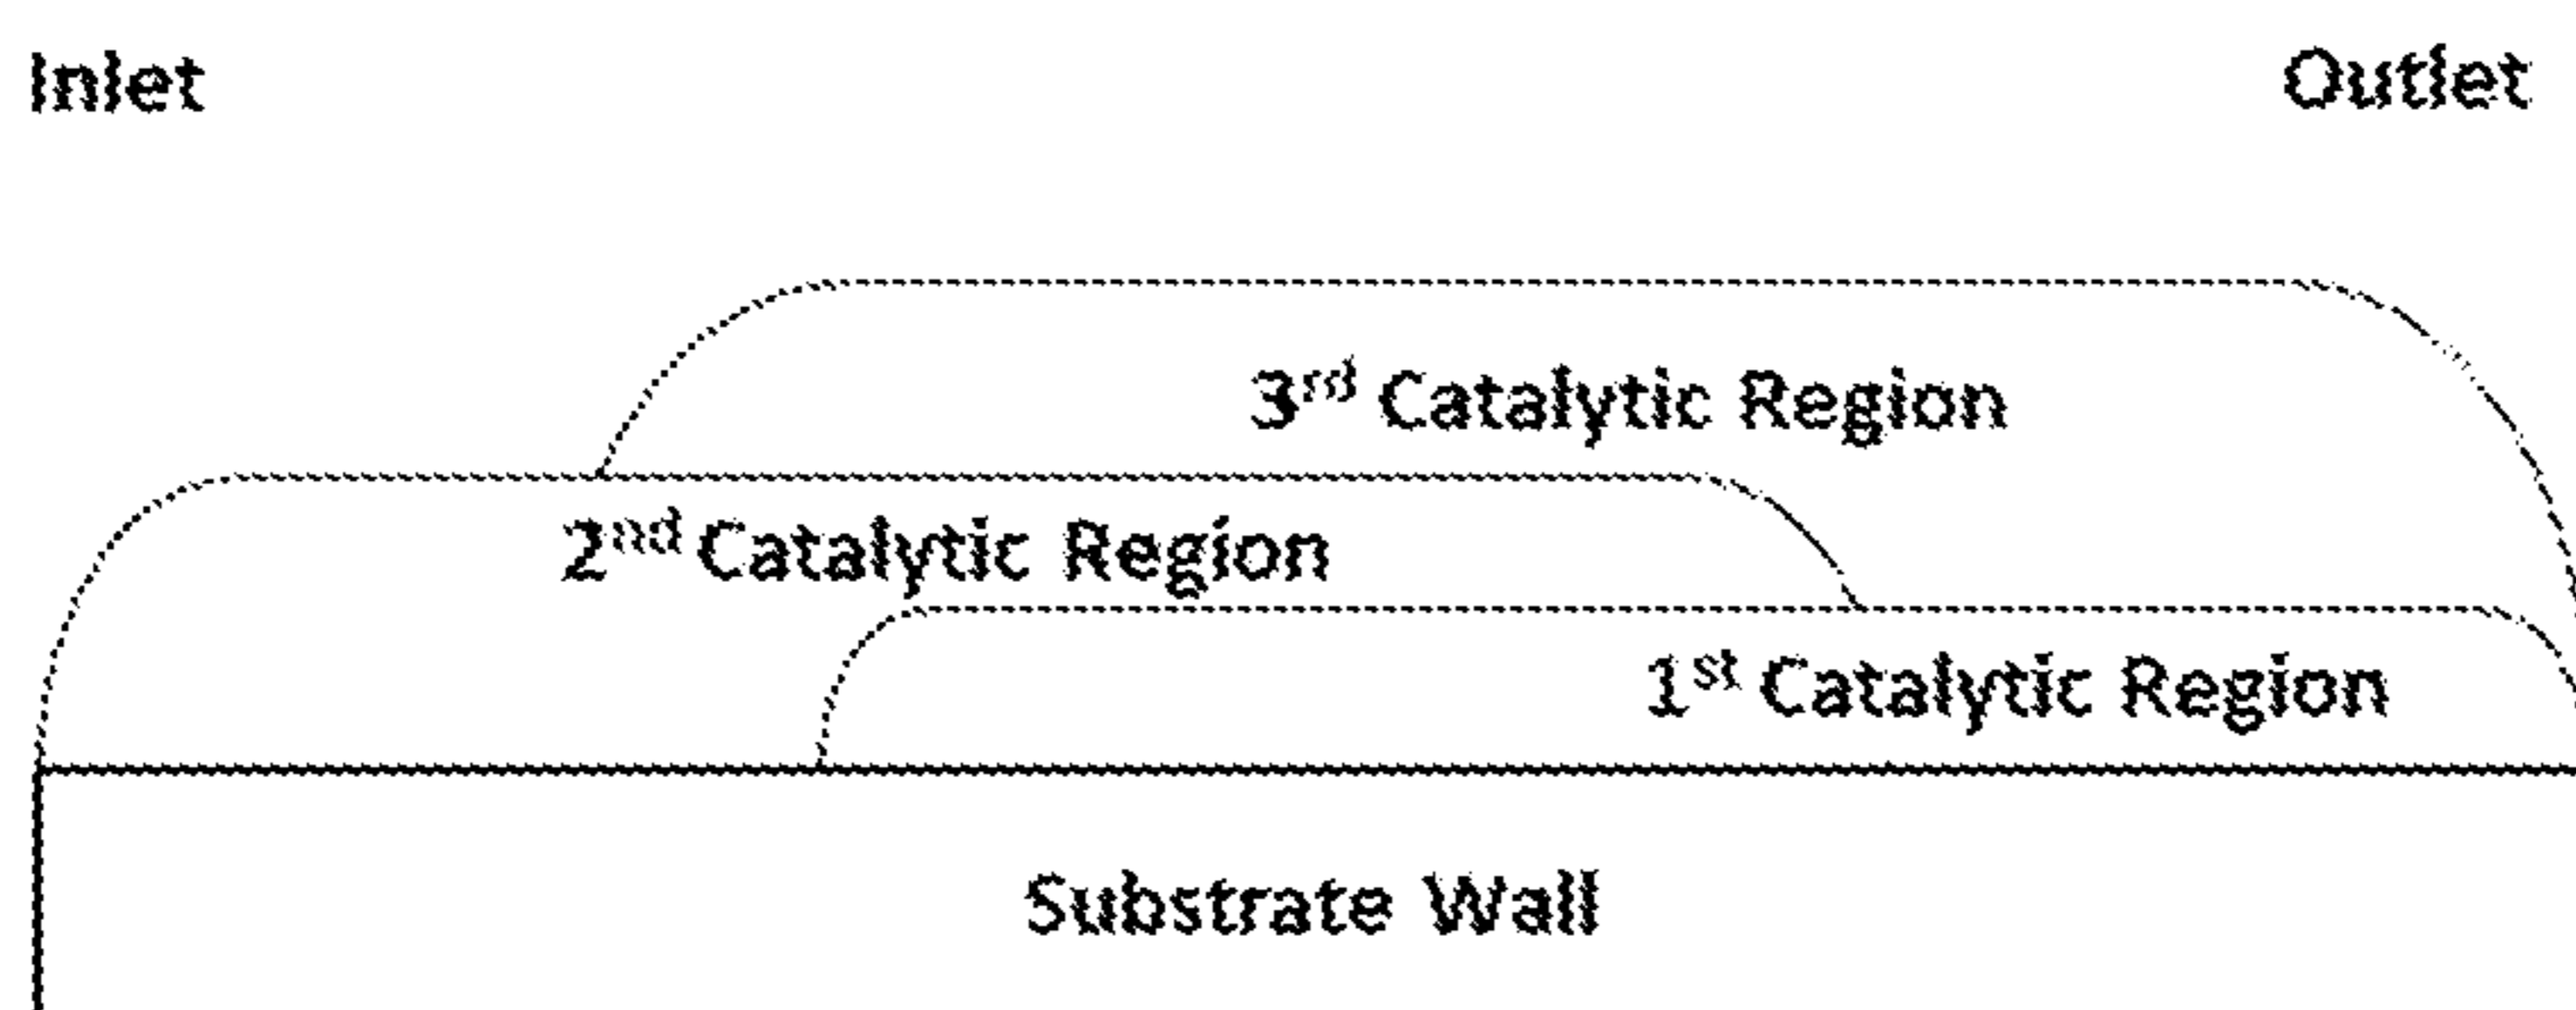 Inlet Outlet
3rd Catalytic Region
2nd Catalytic Region
1st Catalytic Region
Substrate Wall